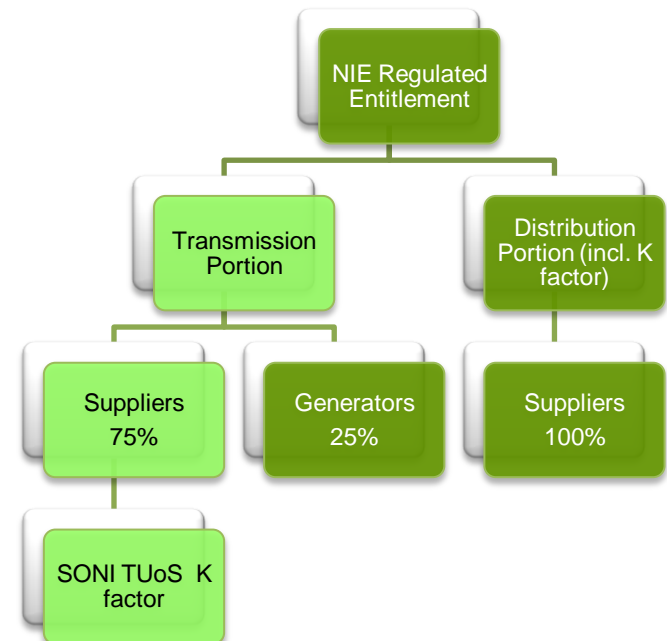 NIE Regulated
Entitlement
Transmission
Portion
Distribution
Portion (incl. K
factor)
Suppliers
75%
Generators
25%
Suppliers
100%
SONI TUoS K
factor